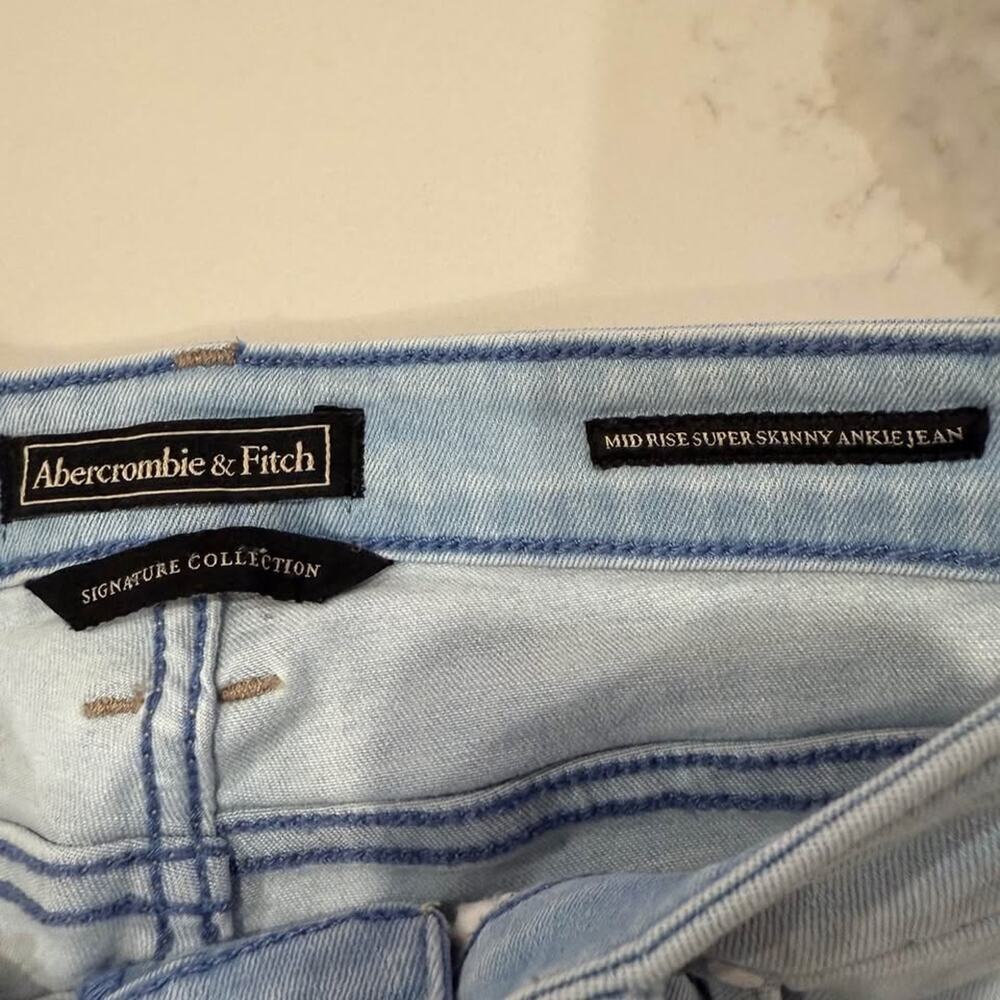 Abercrombie & Fitch
SIGNATURE COLLECTION
MID RISE SUPER SKINNY ANKLE JEAN